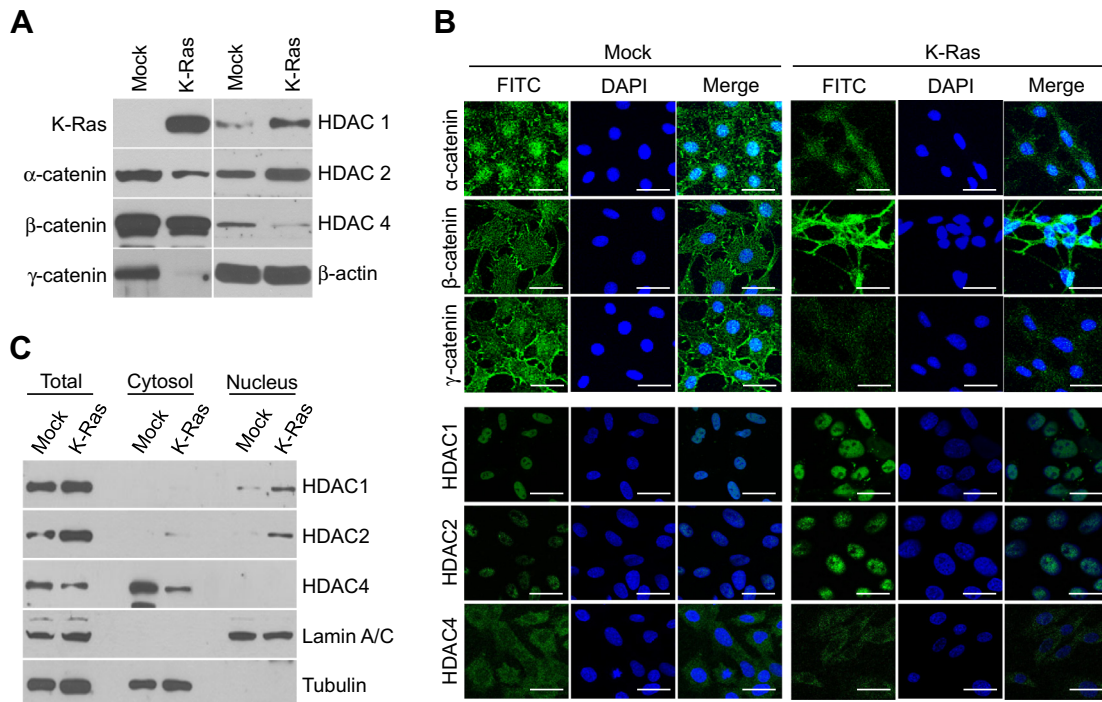 A
Mock
K-Ras
Mock
K-Ras
K-Ras
HDAC 1
α-catenin
HDAC 2
β-catenin
HDAC 4
γ-catenin
β-actin
B
Mock
K-Ras
FITC
DAPI
Merge
FITC
DAPI
Merge
α-catenin
β-catenin
γ-catenin
HDAC1
HDAC2
HDAC4
C
Total
Cytosol
Nucleus
Mock
K-Ras
Mock
K-Ras
Mock
K-Ras
HDAC1
HDAC2
HDAC4
Lamin A/C
Tubulin